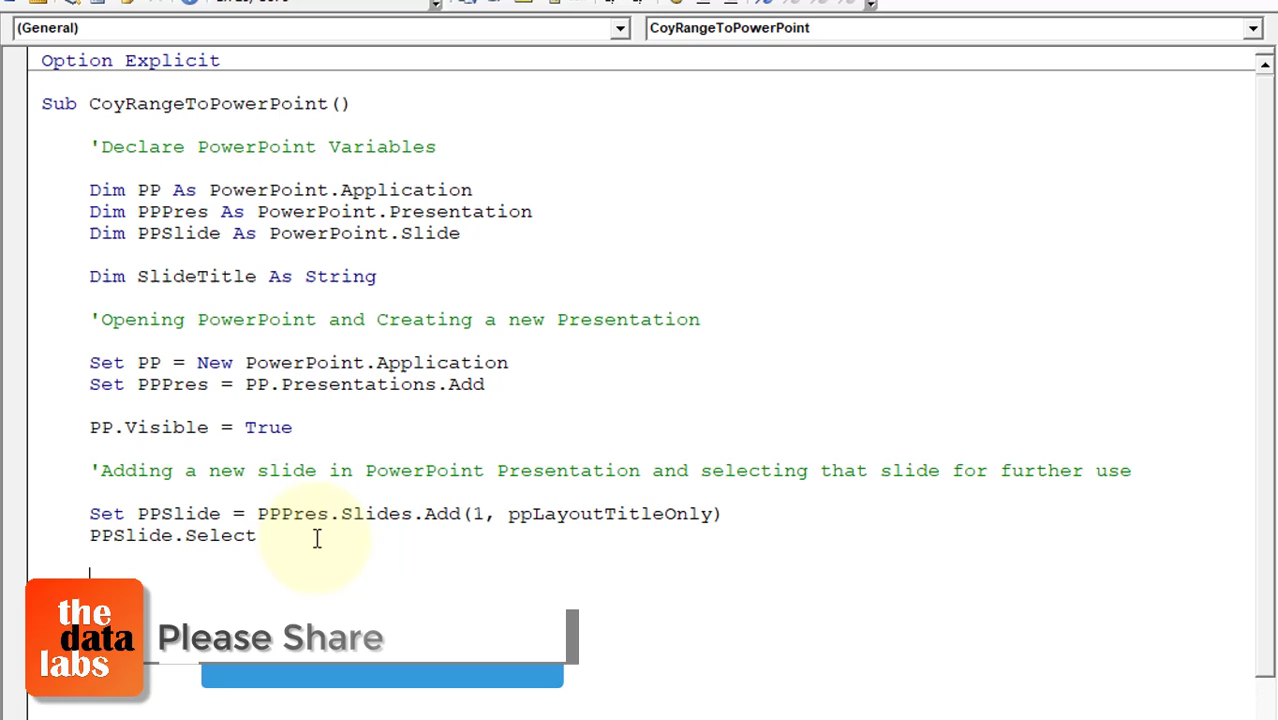 (General)
CoyRangeToPowerPoint
Option Explicit
Sub CoyRangeToPowerPoint()
'Declare PowerPoint Variables
Dim PP As PowerPoint.Application
Dim PPPres As PowerPoint.Presentation
Dim PPSlide As PowerPoint.Slide
Dim SlideTitle As String
'Opening PowerPoint and Creating a new Presentation
Set PP = New PowerPoint.Application
Set PPPres = PP.Presentations.Add
PP.Visible = True
'Adding a new slide in PowerPoint Presentation and selecting that slide for further use
Set PPSlide = PPPres.Slides.Add(1, ppLayoutTitleOnly)
PPSlide.Select
the
data
labs
Please Share